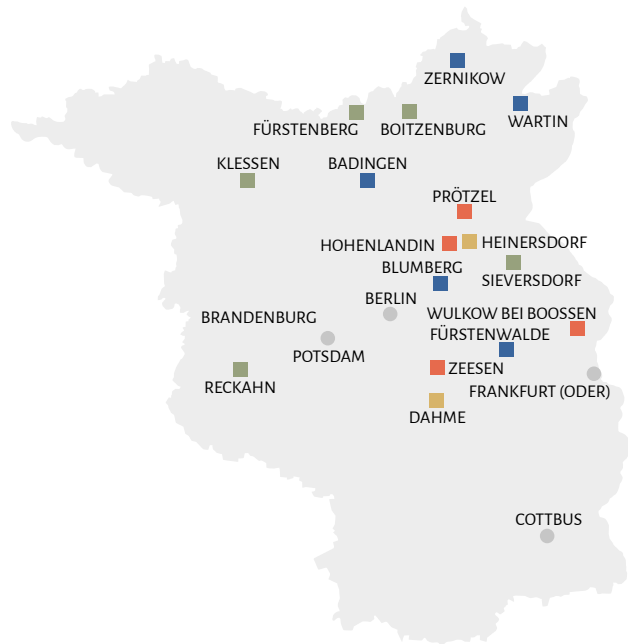 ZERNIKOW
WARTIN
FÜRSTENBERG
BOITZENBURG
KLESSEN
BADINGEN
PRÖTZEL
HOHENLANDIN
HEINERSDORF
BLUMBERG
SIEVERSDORF
BERLIN
BRANDENBURG
WULKOW BEI BOOSSEN
FÜRSTENWALDE
POTSDAM
ZEESEN
RECKAHN
FRANKFURT (ODER)
DAHME
COTTBUS